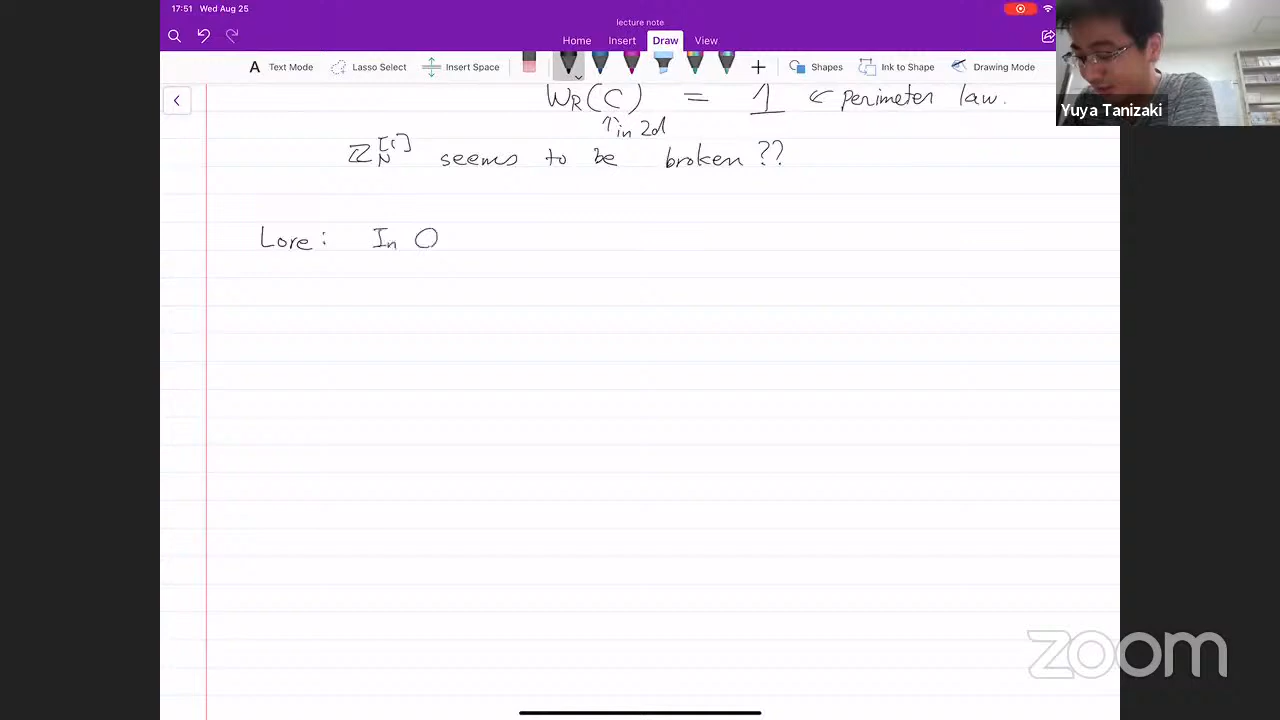 17:51 Wed Aug 25
lecture note
Home Insert Draw View
A Text Mode Lasso Select Insert Space Shapes Ink to Shape Drawing Mode
Yuya Tanizaki
W_R(C) = 1 ← perimeter law.
↑ in 2d
ℤ_N^[1] seems to be broken ??
Lore : In O
zoom